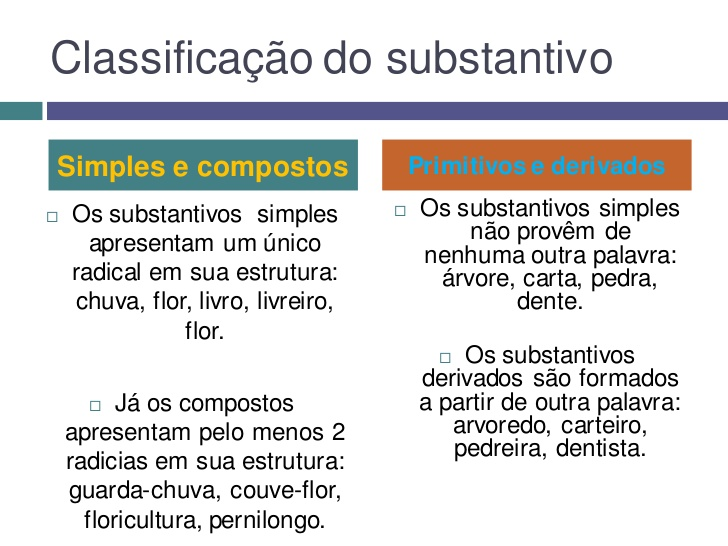 Classificação do substantivo
Simples e compostos
Os substantivos simples
apresentam um único
radical em sua estrutura:
chuva, flor, livro, livreiro,
flor.
Já os compostos
apresentam pelo menos 2
radicias em sua estrutura:
guarda-chuva, couve-flor,
floricultura, pernilongo.
Primitivos e derivados
Os substantivos simples
não provêm de
nenhuma outra palavra:
árvore, carta, pedra,
dente.
Os substantivos
derivados são formados
a partir de outra palavra:
arvoredo, carteiro,
pedreira, dentista.